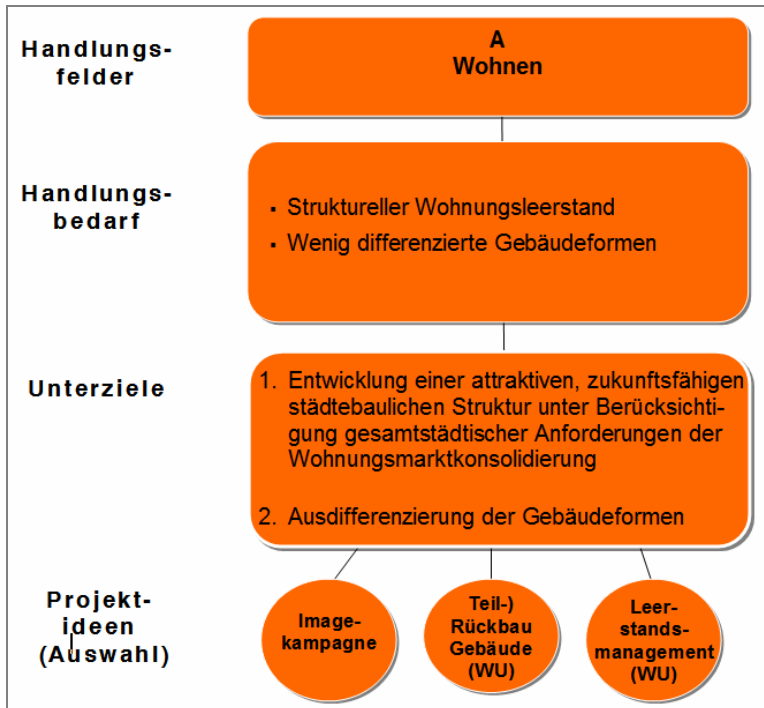 Handlungs-
felder
A
Wohnen
Handlungs-
bedarf
▪ Struktureller Wohnungsleerstand
▪ Wenig differenzierte Gebäudeformen
Unterziele
1. Entwicklung einer attraktiven, zukunftsfähigen
städtebaulichen Struktur unter Berücksichti-
gung gesamtstädtischer Anforderungen der
Wohnungsmarktkonsolidierung
2. Ausdifferenzierung der Gebäudeformen
Projekt-
ideen
(Auswahl)
Image-
kampagne
Teil-)
Rückbau
Gebäude
(WU)
Leer-
stands-
management
(WU)